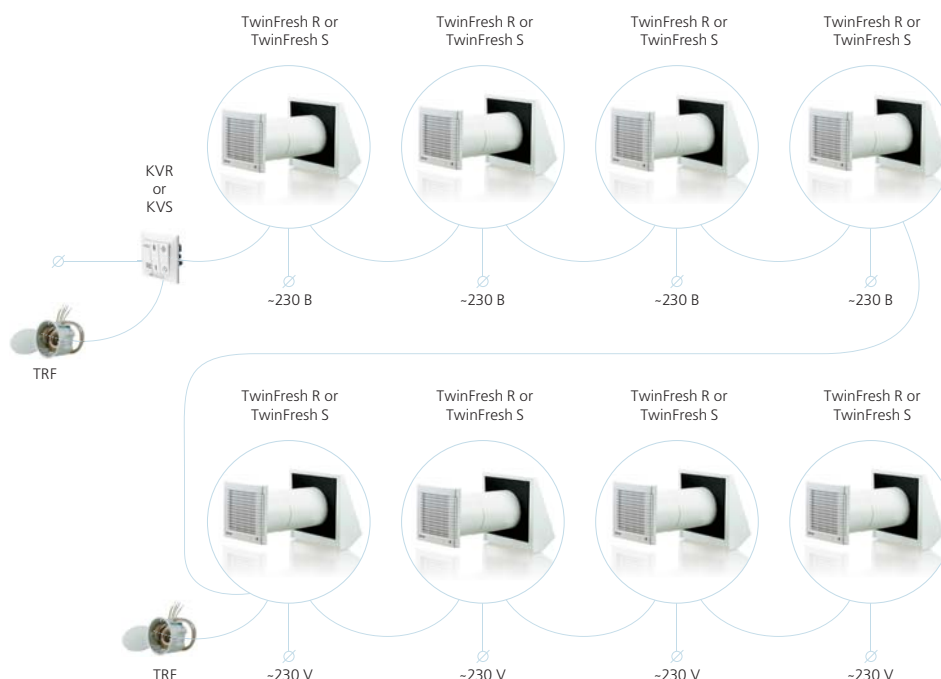 TwinFresh R or
TwinFresh S
TwinFresh R or
TwinFresh S
TwinFresh R or
TwinFresh S
TwinFresh R or
TwinFresh S
KVR
or
KVS
~230 В
~230 В
~230 В
~230 В
TRF
TwinFresh R or
TwinFresh S
TwinFresh R or
TwinFresh S
TwinFresh R or
TwinFresh S
TwinFresh R or
TwinFresh S
TRF
~230 V
~230 V
~230 V
~230 V